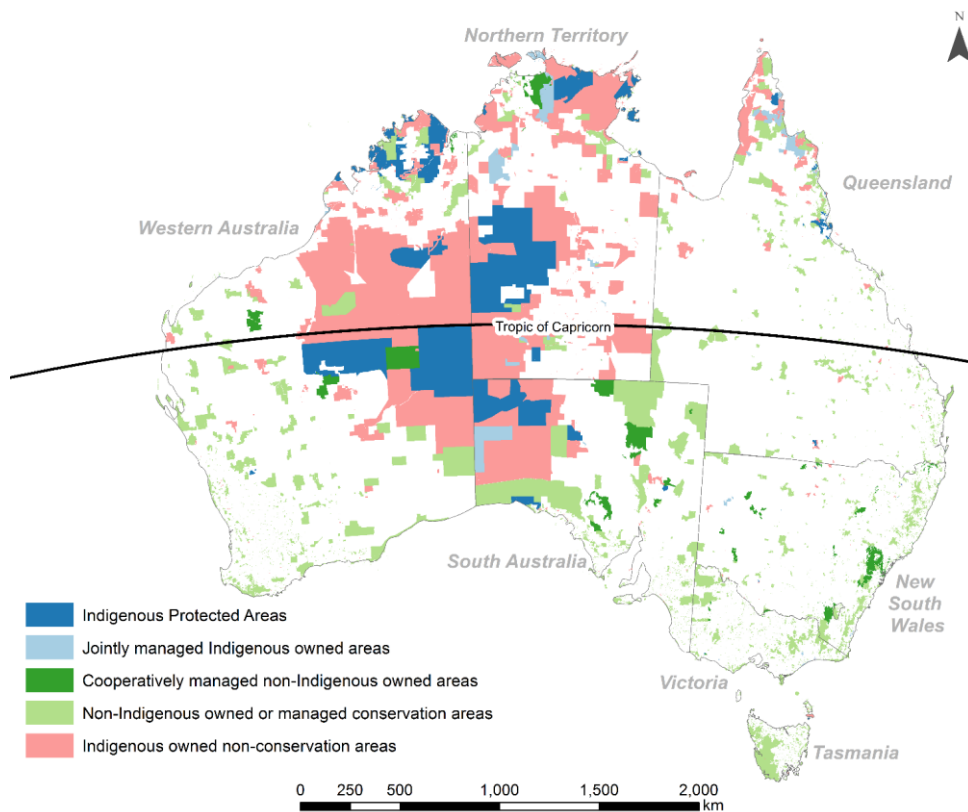 N
Northern Territory
Queensland
Western Australia
Tropic of Capricorn
South Australia
New
South
Wales
Victoria
Tasmania
Indigenous Protected Areas
Jointly managed Indigenous owned areas
Cooperatively managed non-Indigenous owned areas
Non-Indigenous owned or managed conservation areas
Indigenous owned non-conservation areas
0 250 500 1,000 1,500 2,000
km